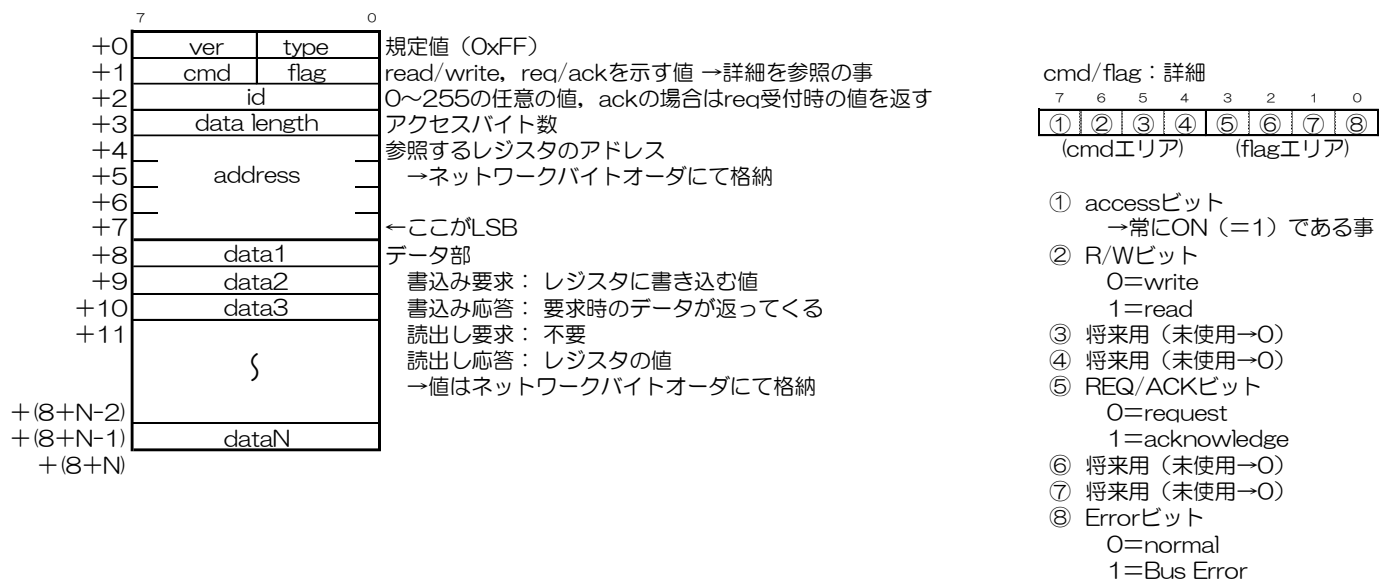 7 0
+0 ver type 規定値（0xFF）
+1 cmd flag read/write，req/ackを示す値 →詳細を参照の事
+2 id 0～255の任意の値，ackの場合はreq受付時の値を返す
+3 data length アクセスバイト数
+4 参照するレジスタのアドレス
+5 address →ネットワークバイトオーダにて格納
+6
+7 ←ここがLSB
+8 data1 データ部
+9 data2 書込み要求： レジスタに書き込む値
+10 data3 書込み応答： 要求時のデータが返ってくる
+11 読出し要求： 不要
～ 読出し応答： レジスタの値
→値はネットワークバイトオーダにて格納
+(8+N-2)
+(8+N-1) dataN
+(8+N)
cmd/flag：詳細
7 6 5 4 3 2 1 0
① ② ③ ④ ⑤ ⑥ ⑦ ⑧
(cmdエリア) (flagエリア)
① accessビット
→常にON（＝1）である事
② R/Wビット
0＝write
1＝read
③ 将来用（未使用→0）
④ 将来用（未使用→0）
⑤ REQ/ACKビット
0＝request
1＝acknowledge
⑥ 将来用（未使用→0）
⑦ 将来用（未使用→0）
⑧ Errorビット
0＝normal
1＝Bus Error